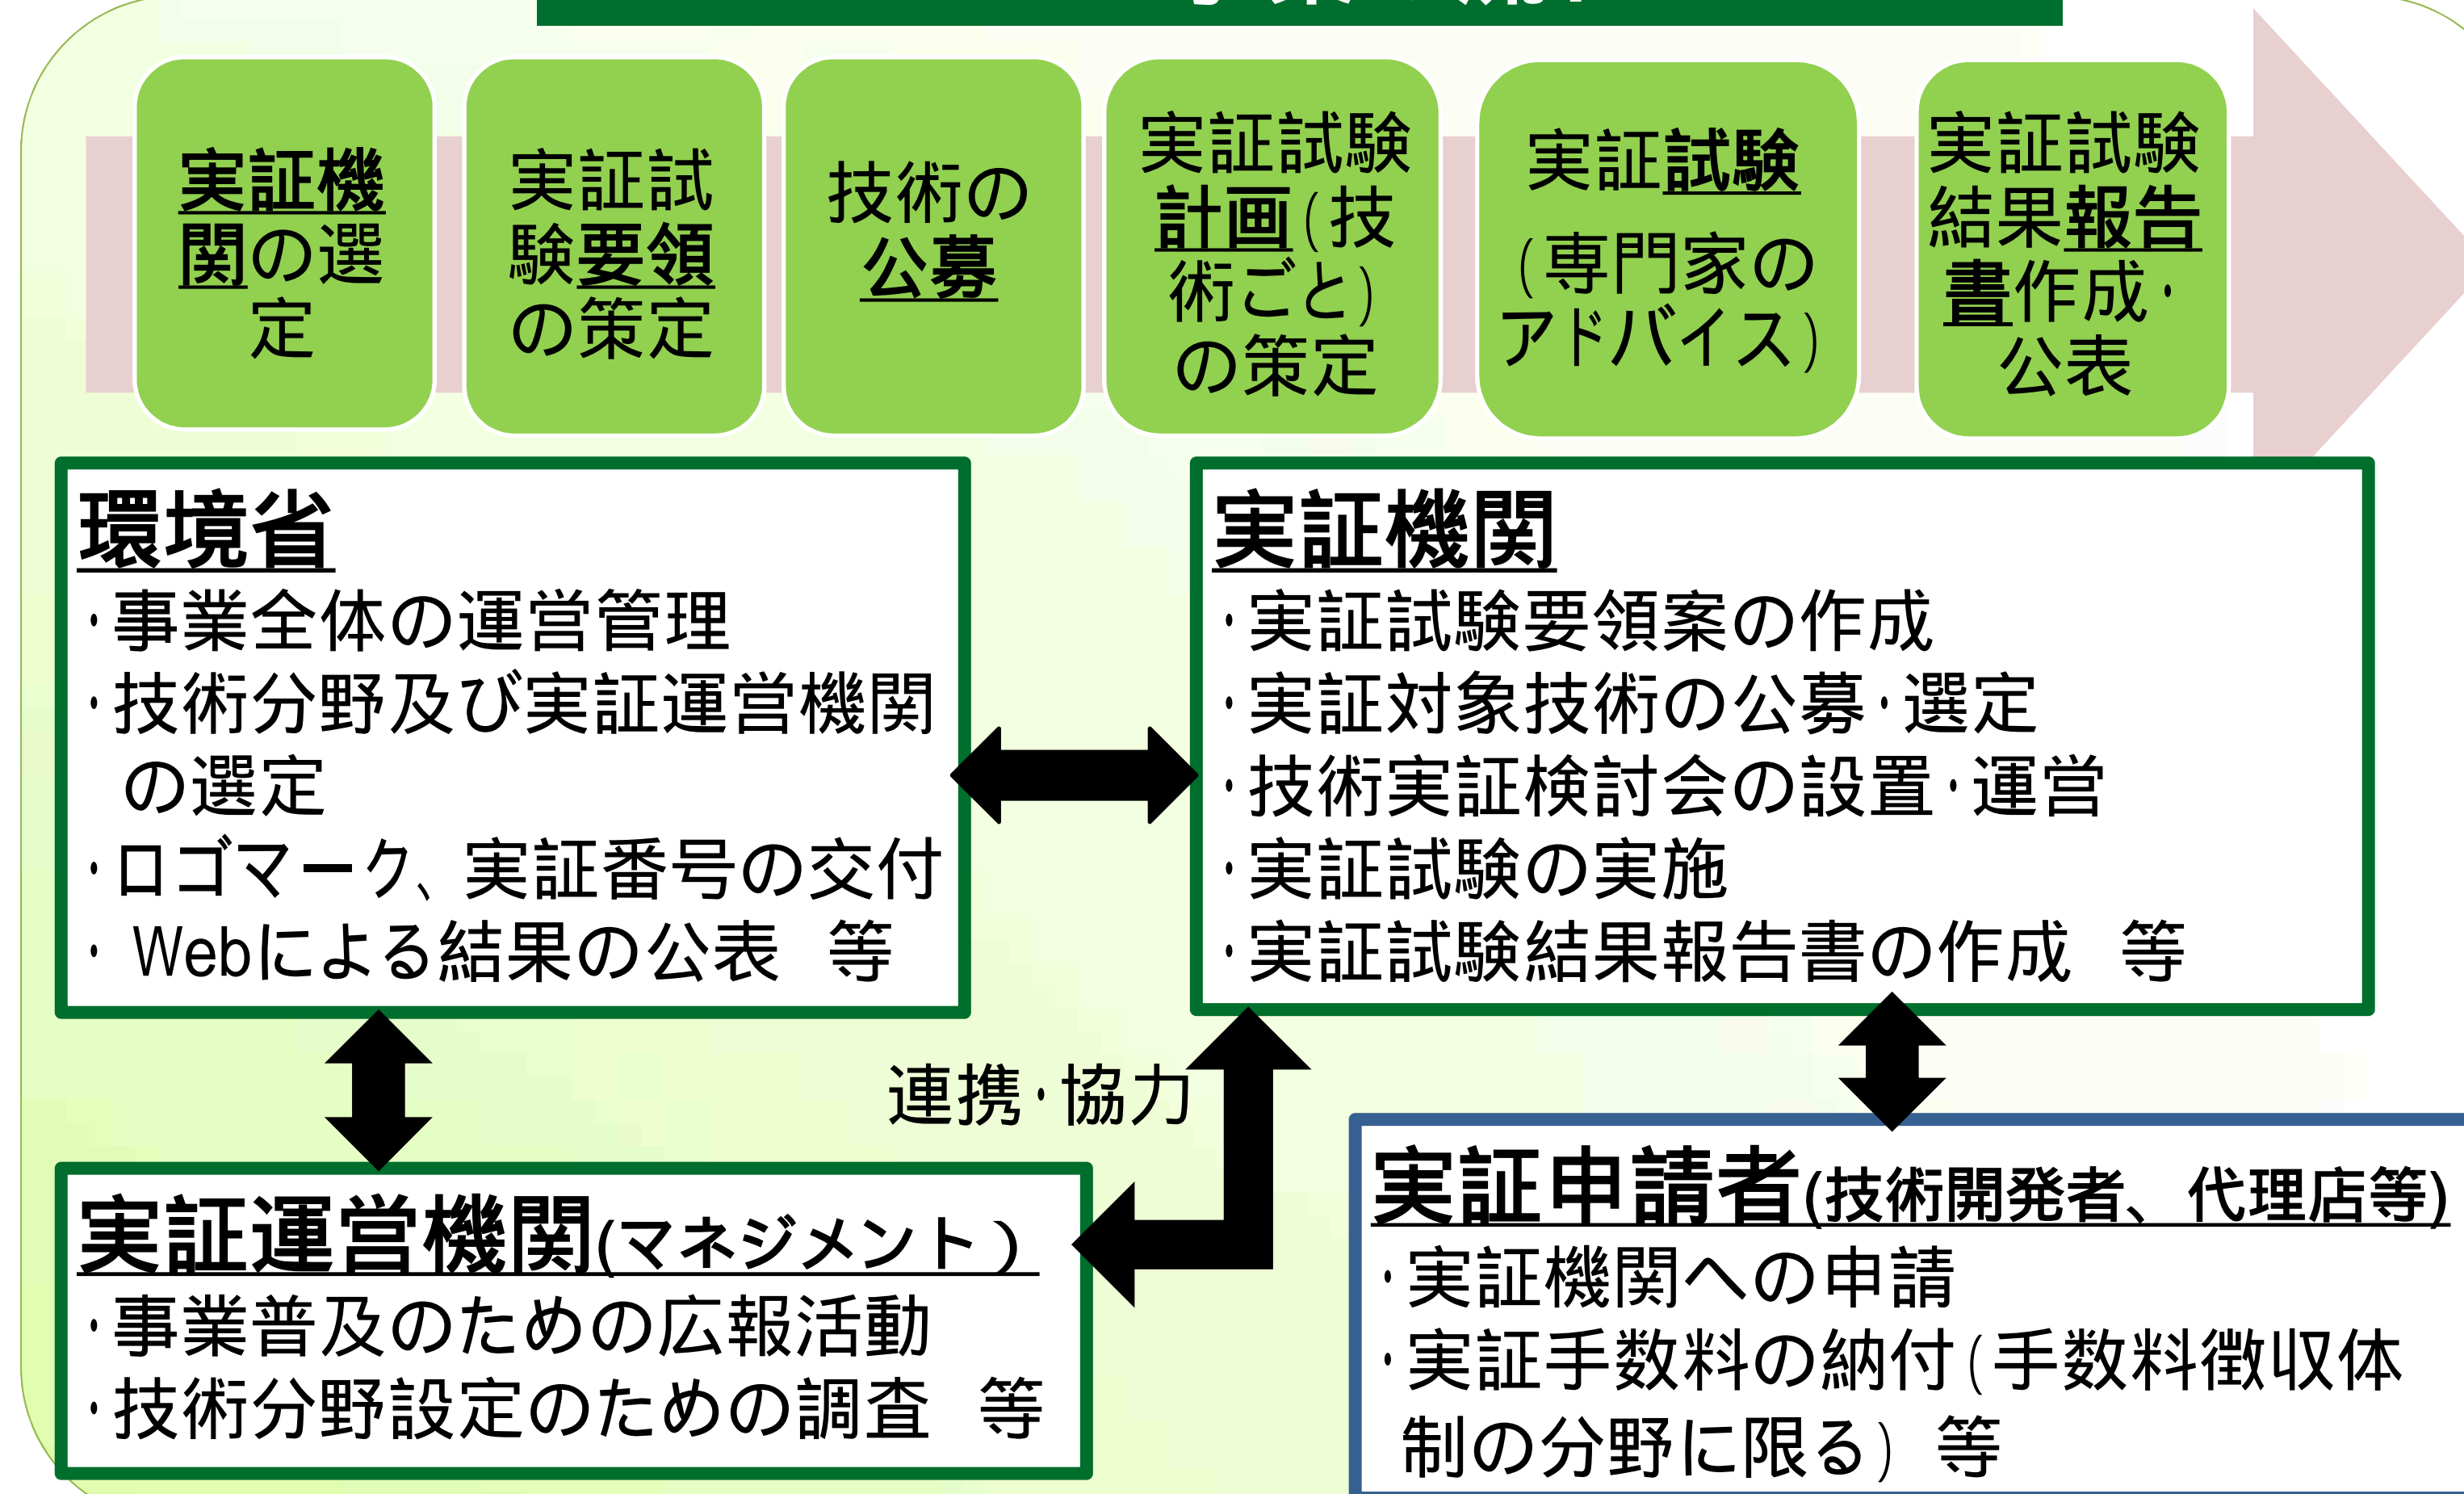 実証機
関の選
定
実証試
験要領
の策定
技術の
公募
実証試験
計画(技
術ごと)
の策定
実証試験
(専門家の
アドバイス)
実証試験
結果報告
書作成・
公表
環境省
・事業全体の運営管理
・技術分野及び実証運営機関
の選定
・ロゴマーク、実証番号の交付
・Webによる結果の公表 等
実証機関
・実証試験要領案の作成
・実証対象技術の公募・選定
・技術実証検討会の設置・運営
・実証試験の実施
・実証試験結果報告書の作成 等
連携・協力
実証運営機関(マネジメント)
・事業普及のための広報活動
・技術分野設定のための調査 等
実証申請者(技術開発者、代理店等)
・実証機関への申請
・実証手数料の納付(手数料徴収体
制の分野に限る) 等